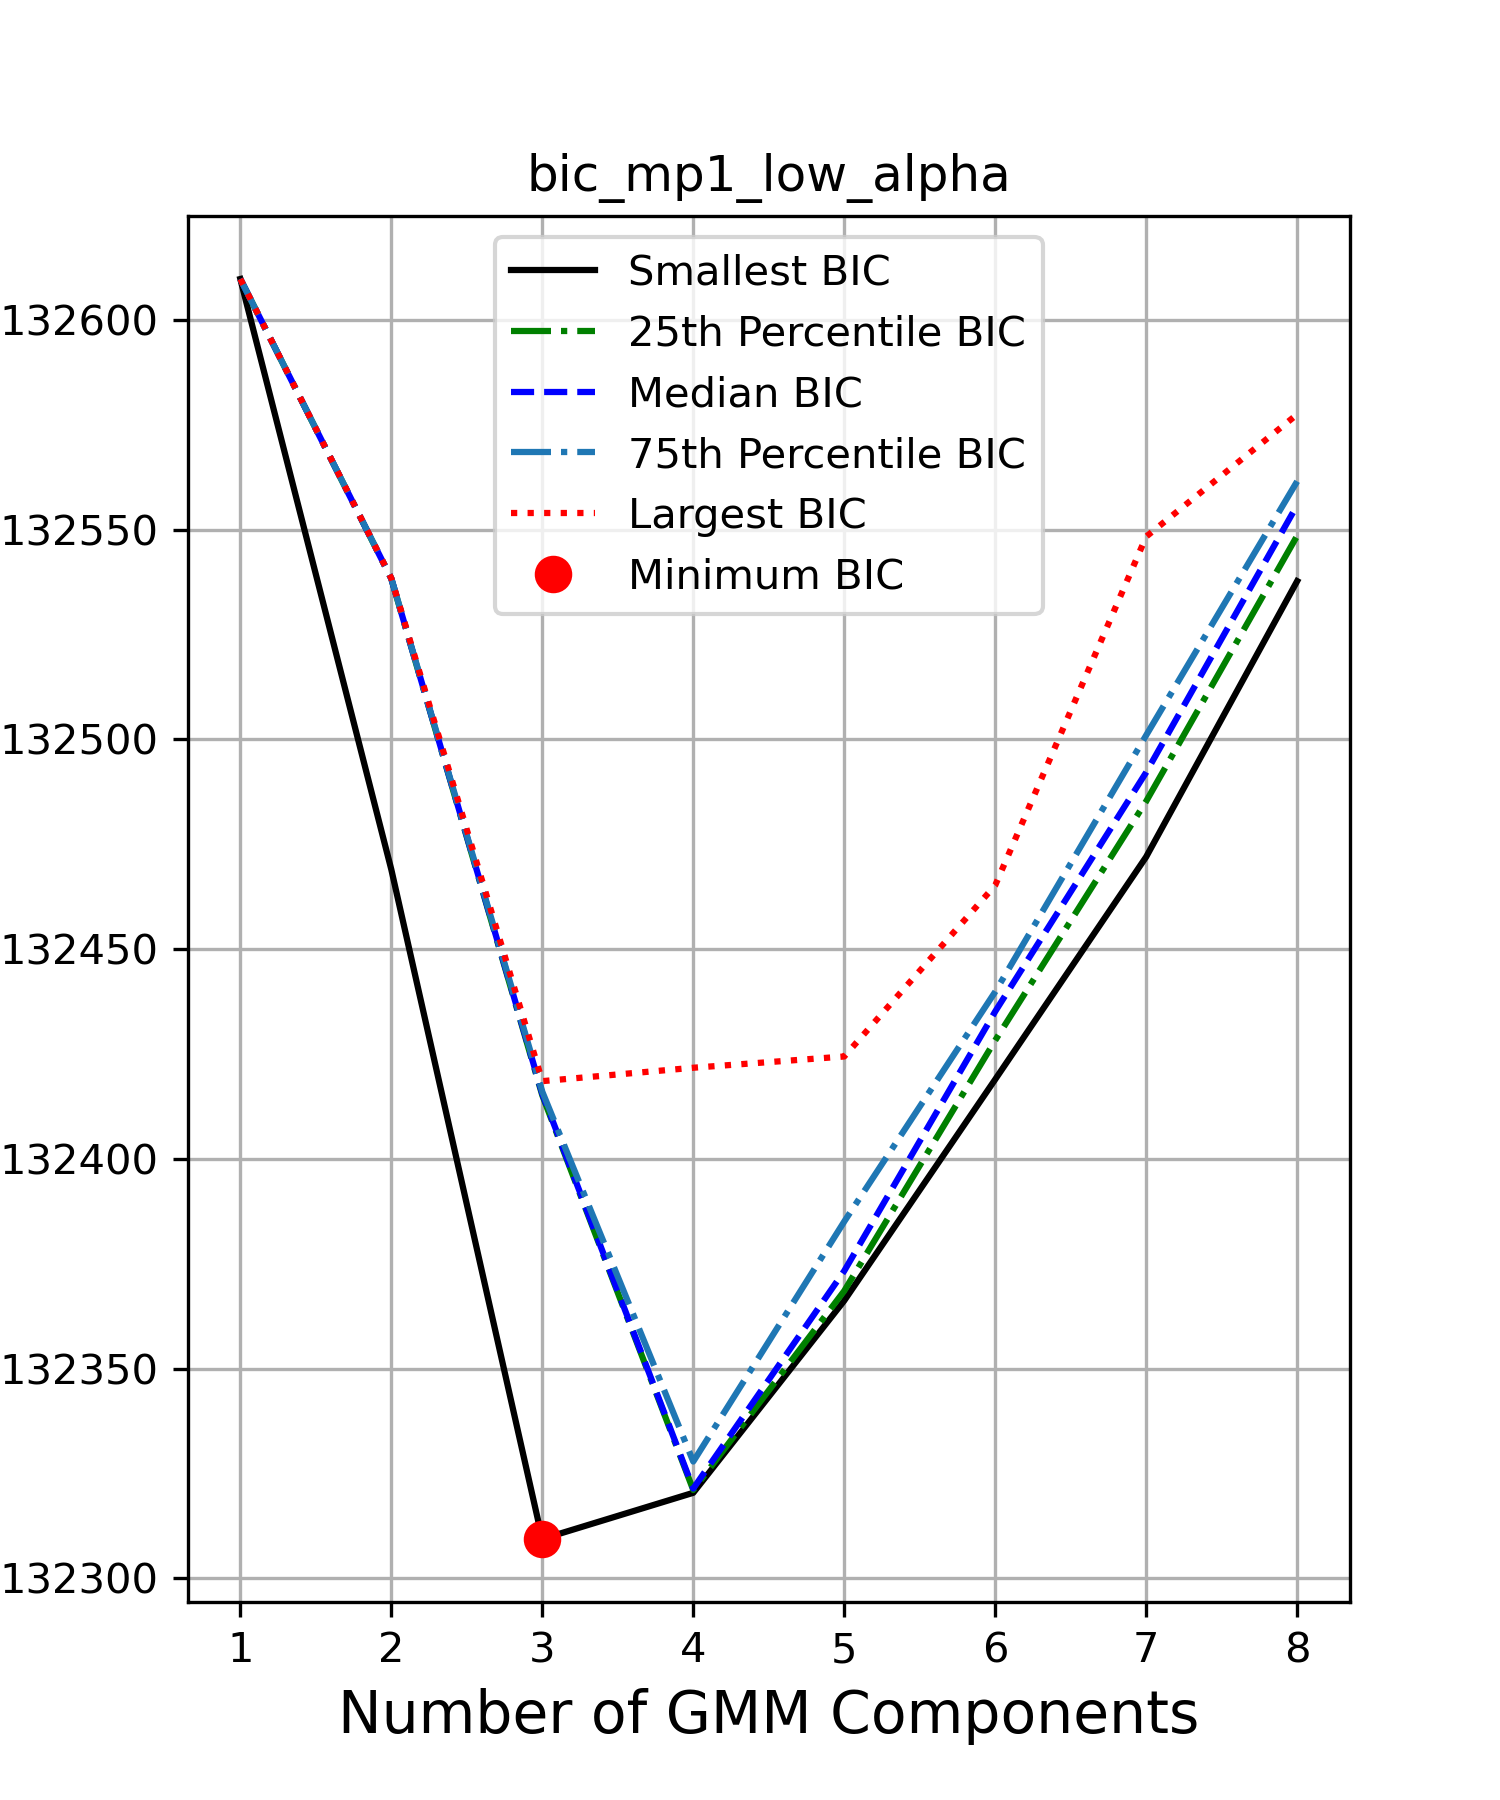 bic_mp1_low_alpha
Smallest BIC
25th Percentile BIC
Median BIC
75th Percentile BIC
Largest BIC
Minimum BIC
132600
132550
132500
132450
132400
132350
132300
1 2 3 4 5 6 7 8
Number of GMM Components